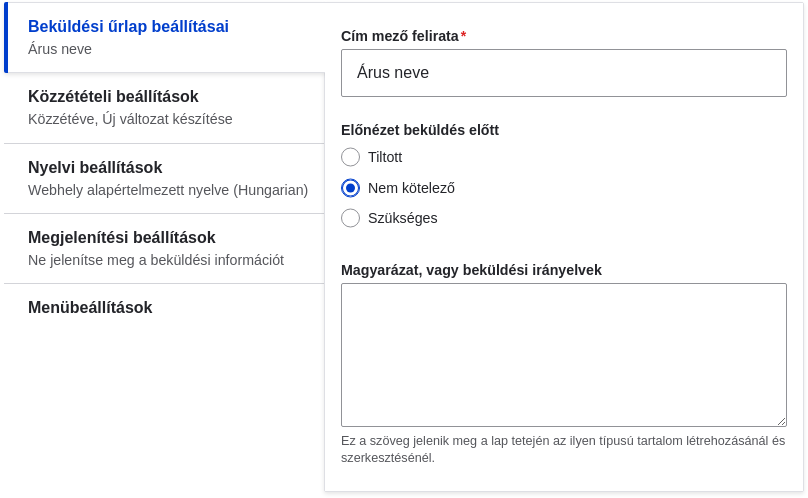 Beküldési űrlap beállításai
Árus neve
Közzétételi beállítások
Közzétéve, Új változat készítése
Nyelvi beállítások
Webhely alapértelmezett nyelve (Hungarian)
Megjelenítési beállítások
Ne jelenítse meg a beküldési információt
Menübeállítások
Cím mező felirata*
Árus neve
Előnézet beküldés előtt
Tiltott
Nem kötelező
Szükséges
Magyarázat, vagy beküldési irányelvek
Ez a szöveg jelenik meg a lap tetején az ilyen típusú tartalom létrehozásánál és
szerkesztésénél.